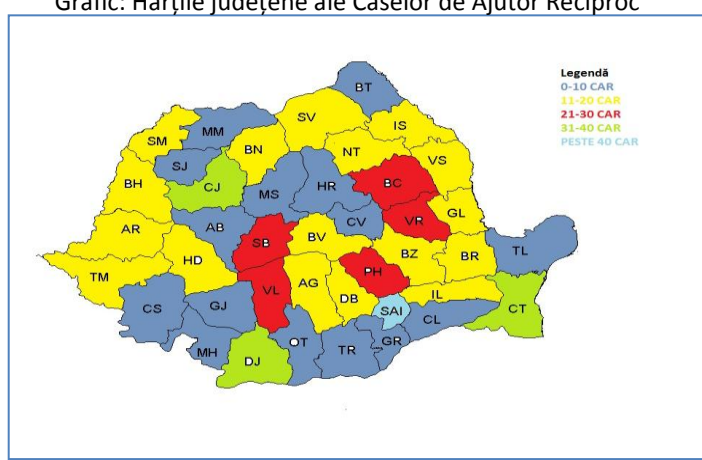 Grafic: Hărțile județene ale Caselor de Ajutor Reciproc
Legendă
0-10 CAR
11-20 CAR
21-30 CAR
31-40 CAR
PESTE 40 CAR
BT
SV
MM
IS
SM
BN
NT
SJ
VS
BH
CJ
BC
HR
MS
AB
CV
VR
GL
AR
SB
BV
TL
HD
BZ
BR
TM
PH
VL
AG
IL
DB
CS
GJ
SAI
CT
CL
OT
GR
MH
TR
DJ